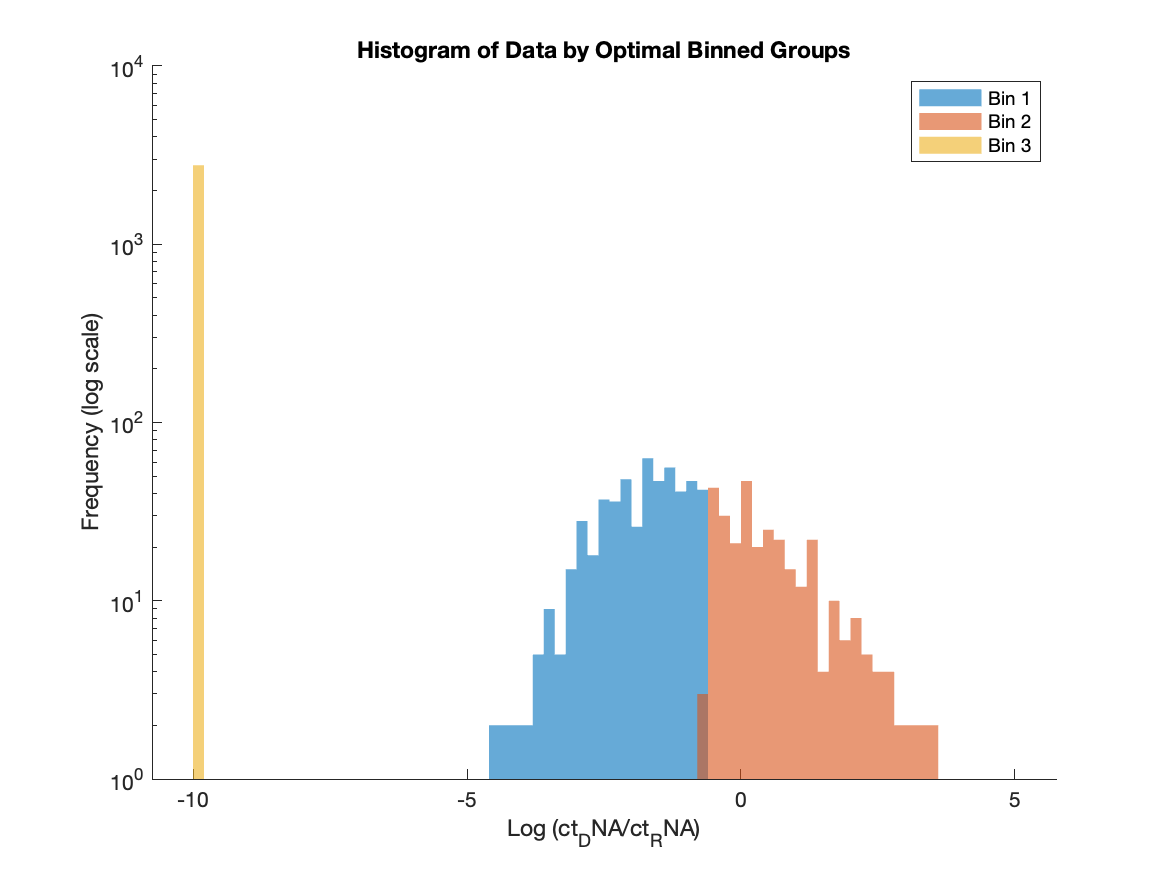 Histogram of Data by Optimal Binned Groups
10^4
10^3
10^2
10^1
10^0
Frequency (log scale)
Bin 1
Bin 2
Bin 3
-10
-5
0
5
Log (ct_DNA/ct_RNA)